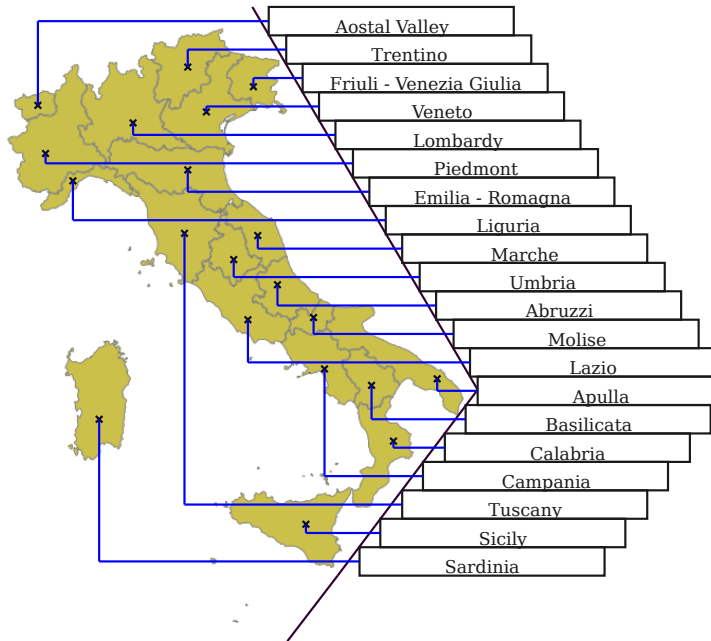 Aostal Valley
Trentino
Friuli - Venezia Giulia
Veneto
Lombardy
Piedmont
Emilia - Romagna
Liguria
Marche
Umbria
Abruzzi
Molise
Lazio
Apulla
Basilicata
Calabria
Campania
Tuscany
Sicily
Sardinia